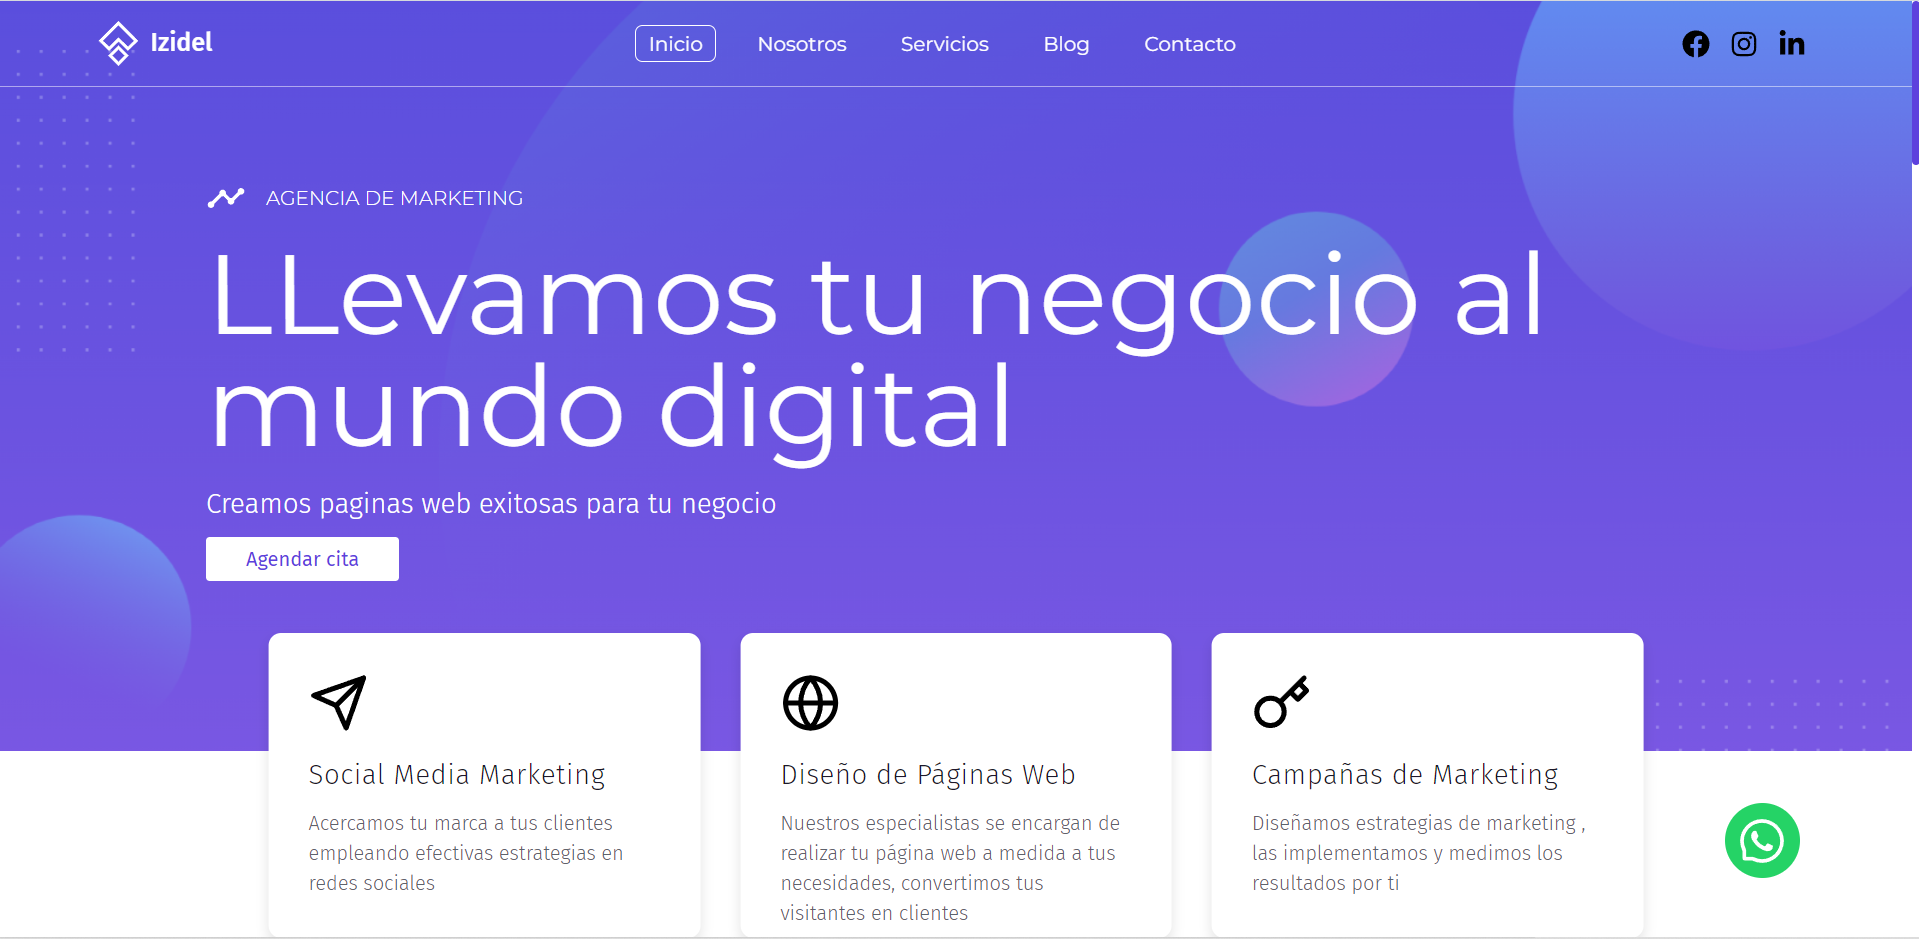 Izidel
Inicio
Nosotros
Servicios
Blog
Contacto
AGENCIA DE MARKETING
LLevamos tu negocio al
mundo digital
Creamos paginas web exitosas para tu negocio
Agendar cita
Social Media Marketing
Acercamos tu marca a tus clientes
empleando efectivas estrategias en
redes sociales
Diseño de Páginas Web
Nuestros especialistas se encargan de
realizar tu página web a medida a tus
necesidades, convertimos tus
visitantes en clientes
Campañas de Marketing
Diseñamos estrategias de marketing ,
las implementamos y medimos los
resultados por ti